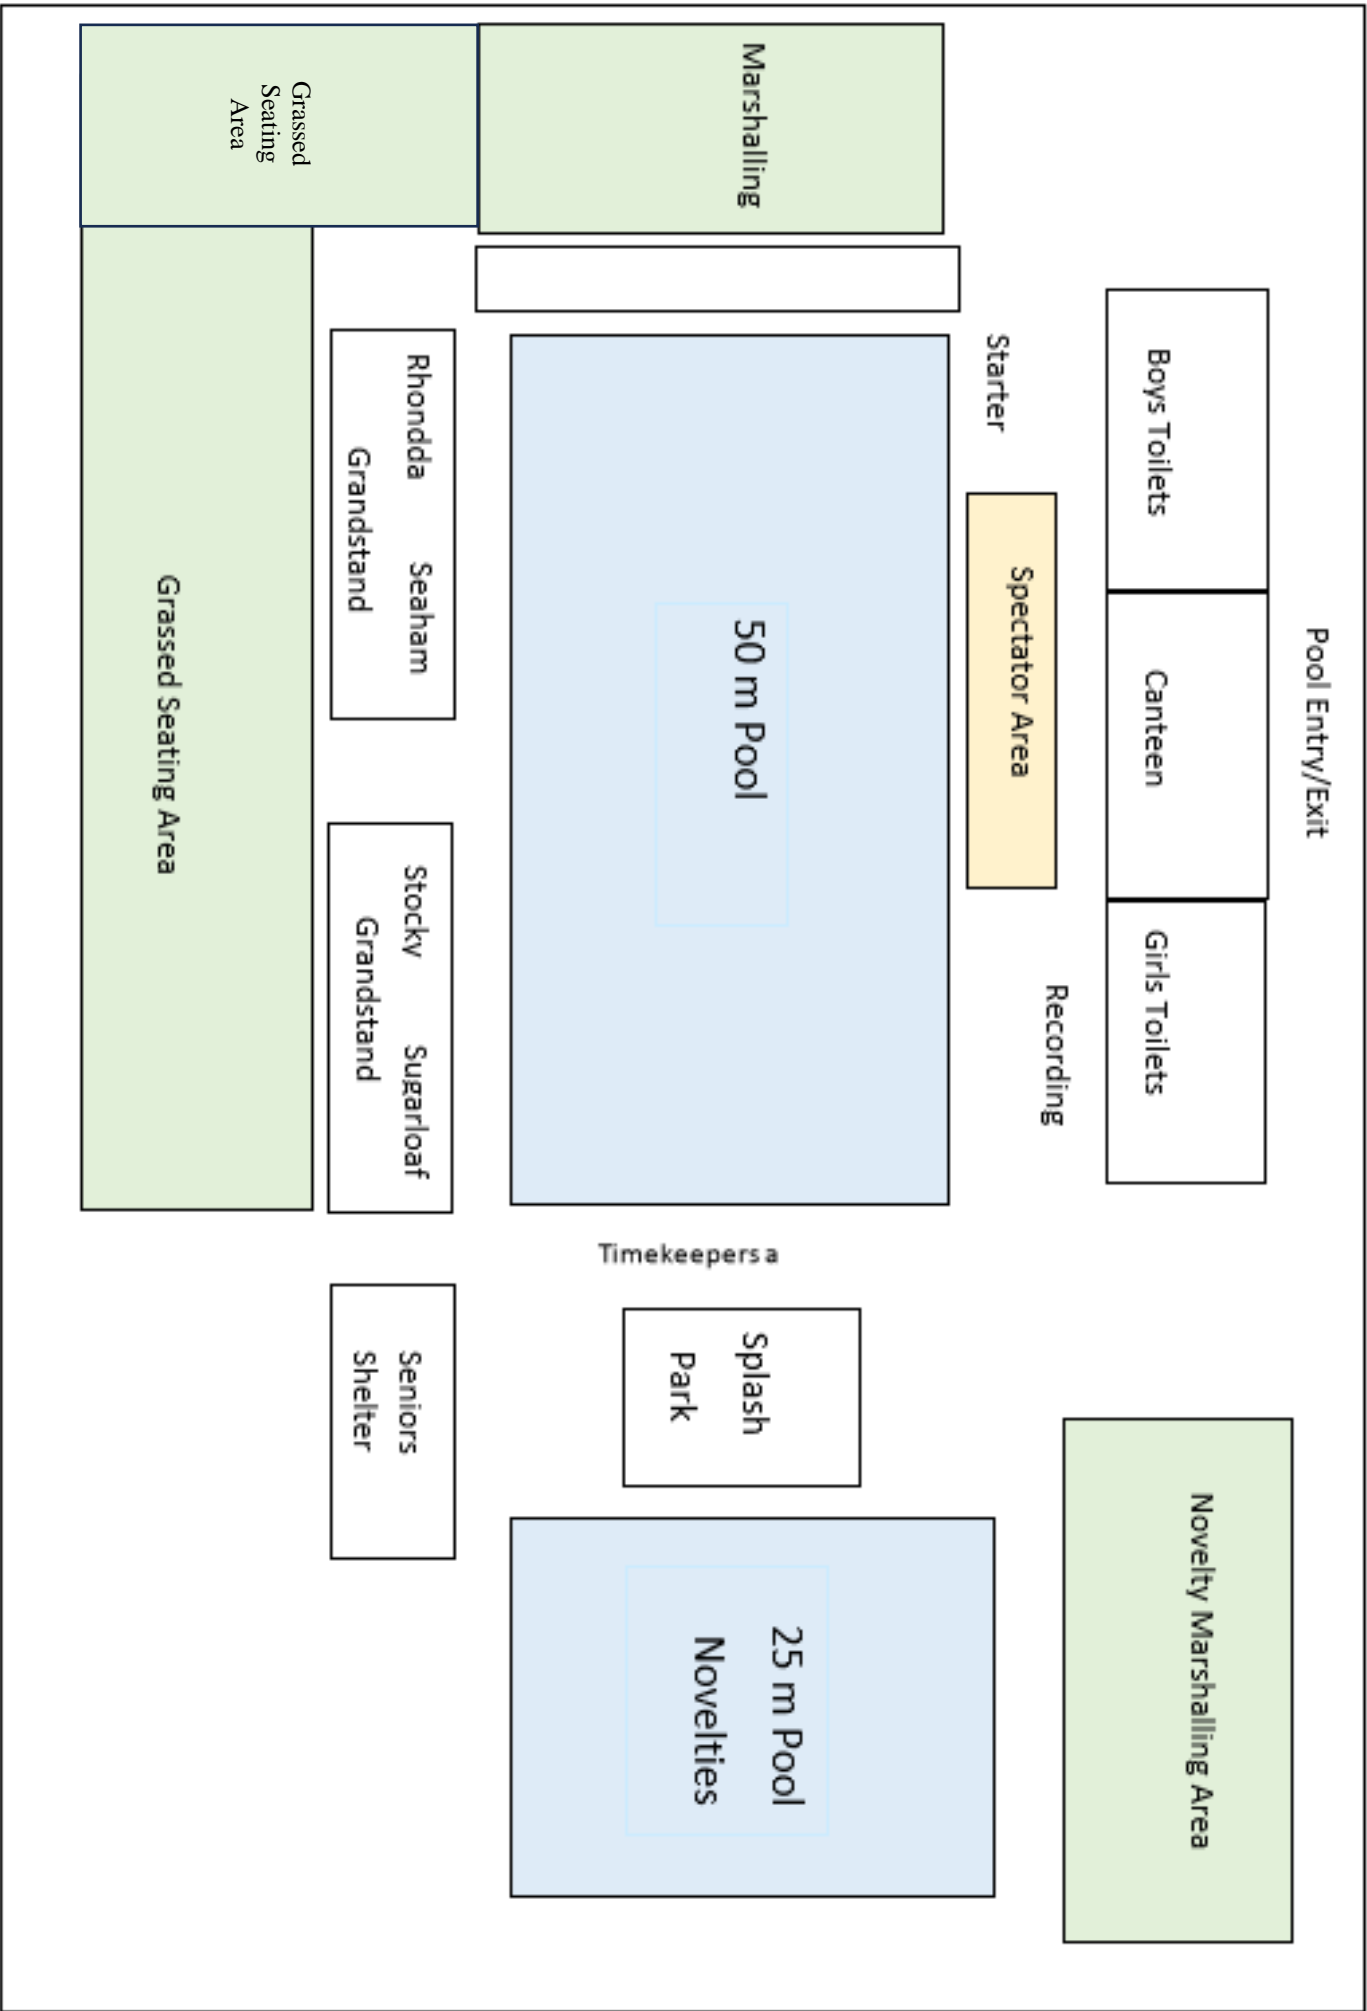 Pool Entry/Exit
Boys Toilets
Canteen
Girls Toilets
Novelty Marshalling Area
Starter
Spectator Area
Recording
Marshalling
50 m Pool
Timekeepers a
Splash
Park
25 m Pool
Novelties
Rhondda Seaham
Grandstand
Stocky Sugarloaf
Grandstand
Seniors
Shelter
Grassed
Seating
Area
Grassed Seating Area